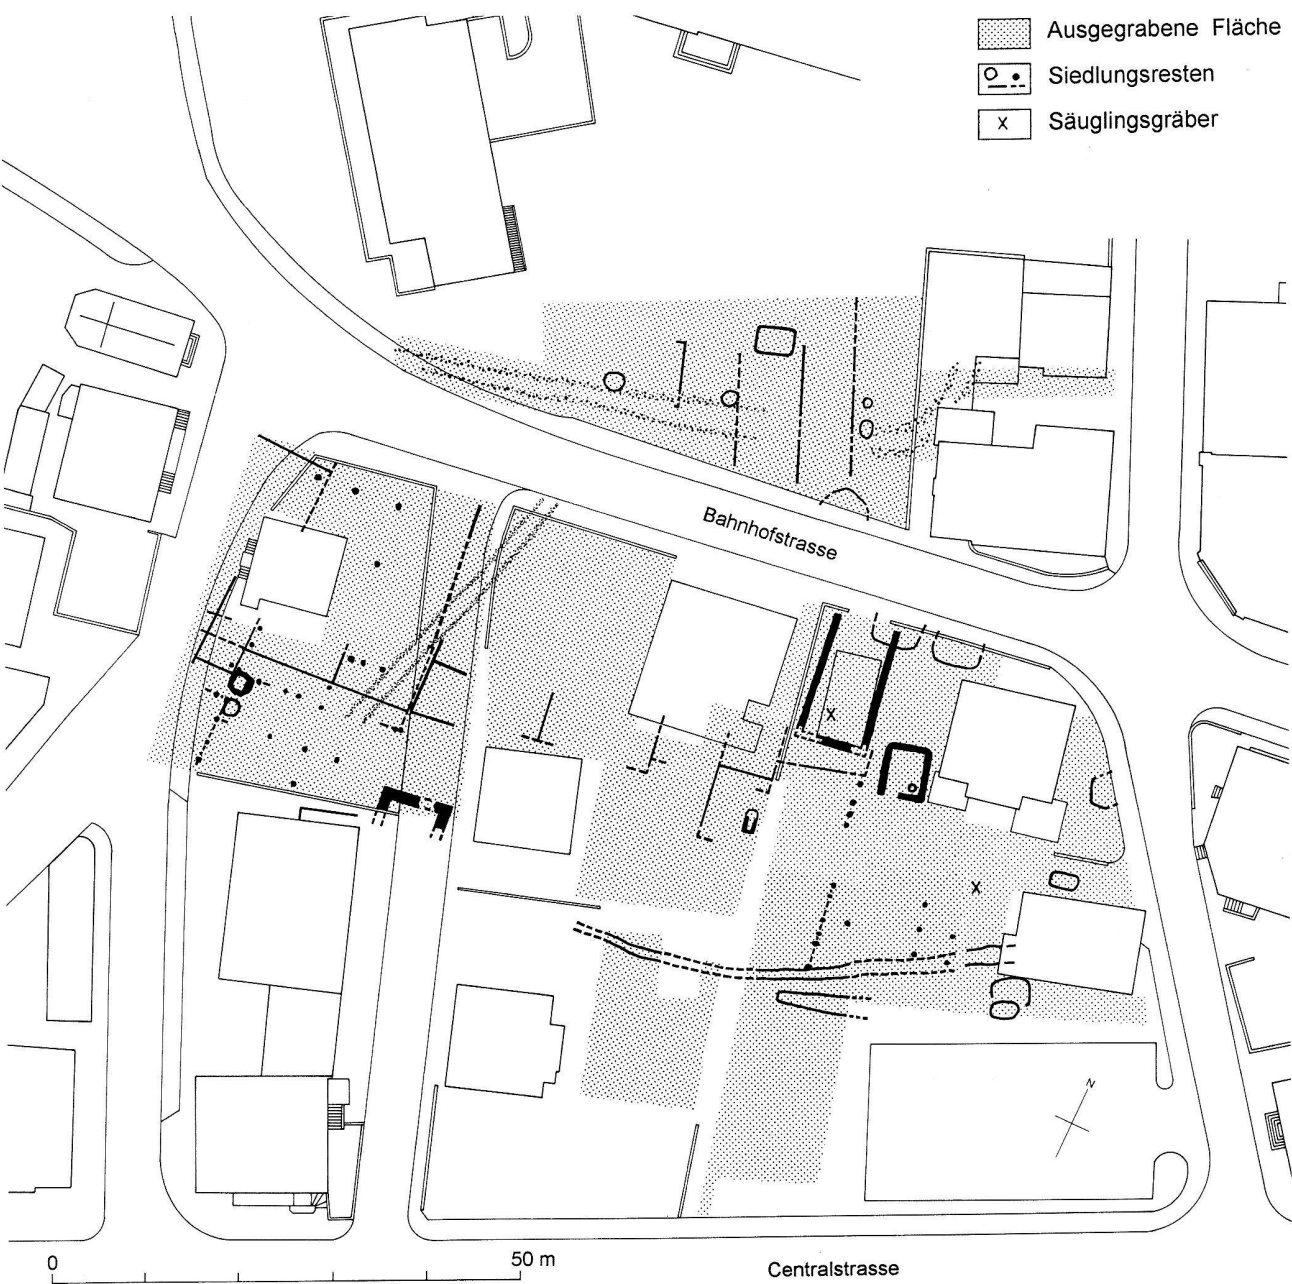 Ausgegrabene Fläche
Siedlungsresten
X Säuglingsgräber
Bahnhofstrasse
X
X
N
0 50 m
Centralstrasse